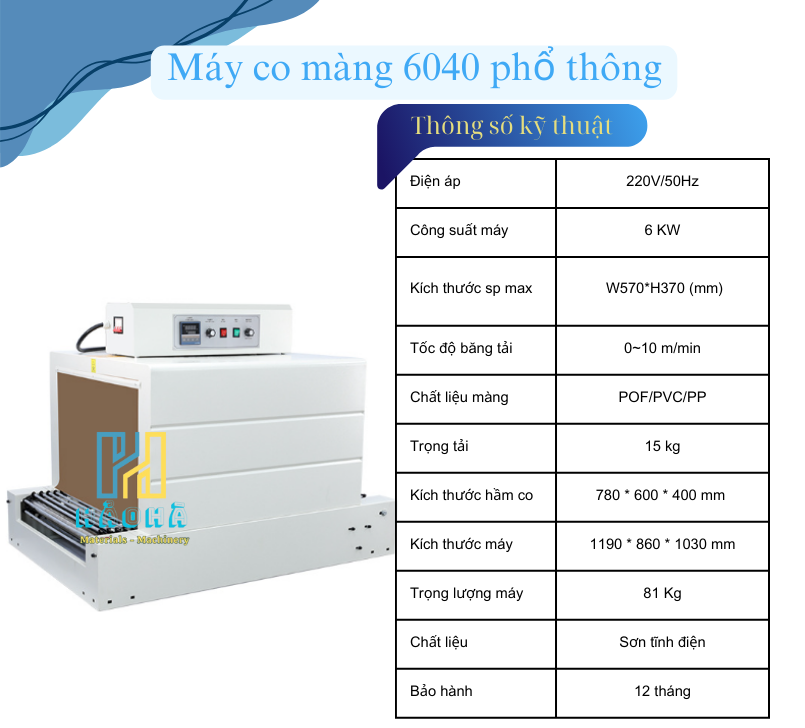 Máy co màng 6040 phổ thông
Thông số kỹ thuật
Điện áp 220V/50Hz
Công suất máy 6 KW
Kích thước sp max W570*H370 (mm)
Tốc độ băng tải 0~10 m/min
Chất liệu màng POF/PVC/PP
Trọng tải 15 kg
Kích thước hầm co 780 * 600 * 400 mm
Kích thước máy 1190 * 860 * 1030 mm
Trọng lượng máy 81 Kg
Chất liệu Sơn tĩnh điện
Bảo hành 12 tháng
HÀOHÃ
Materials - Machinery